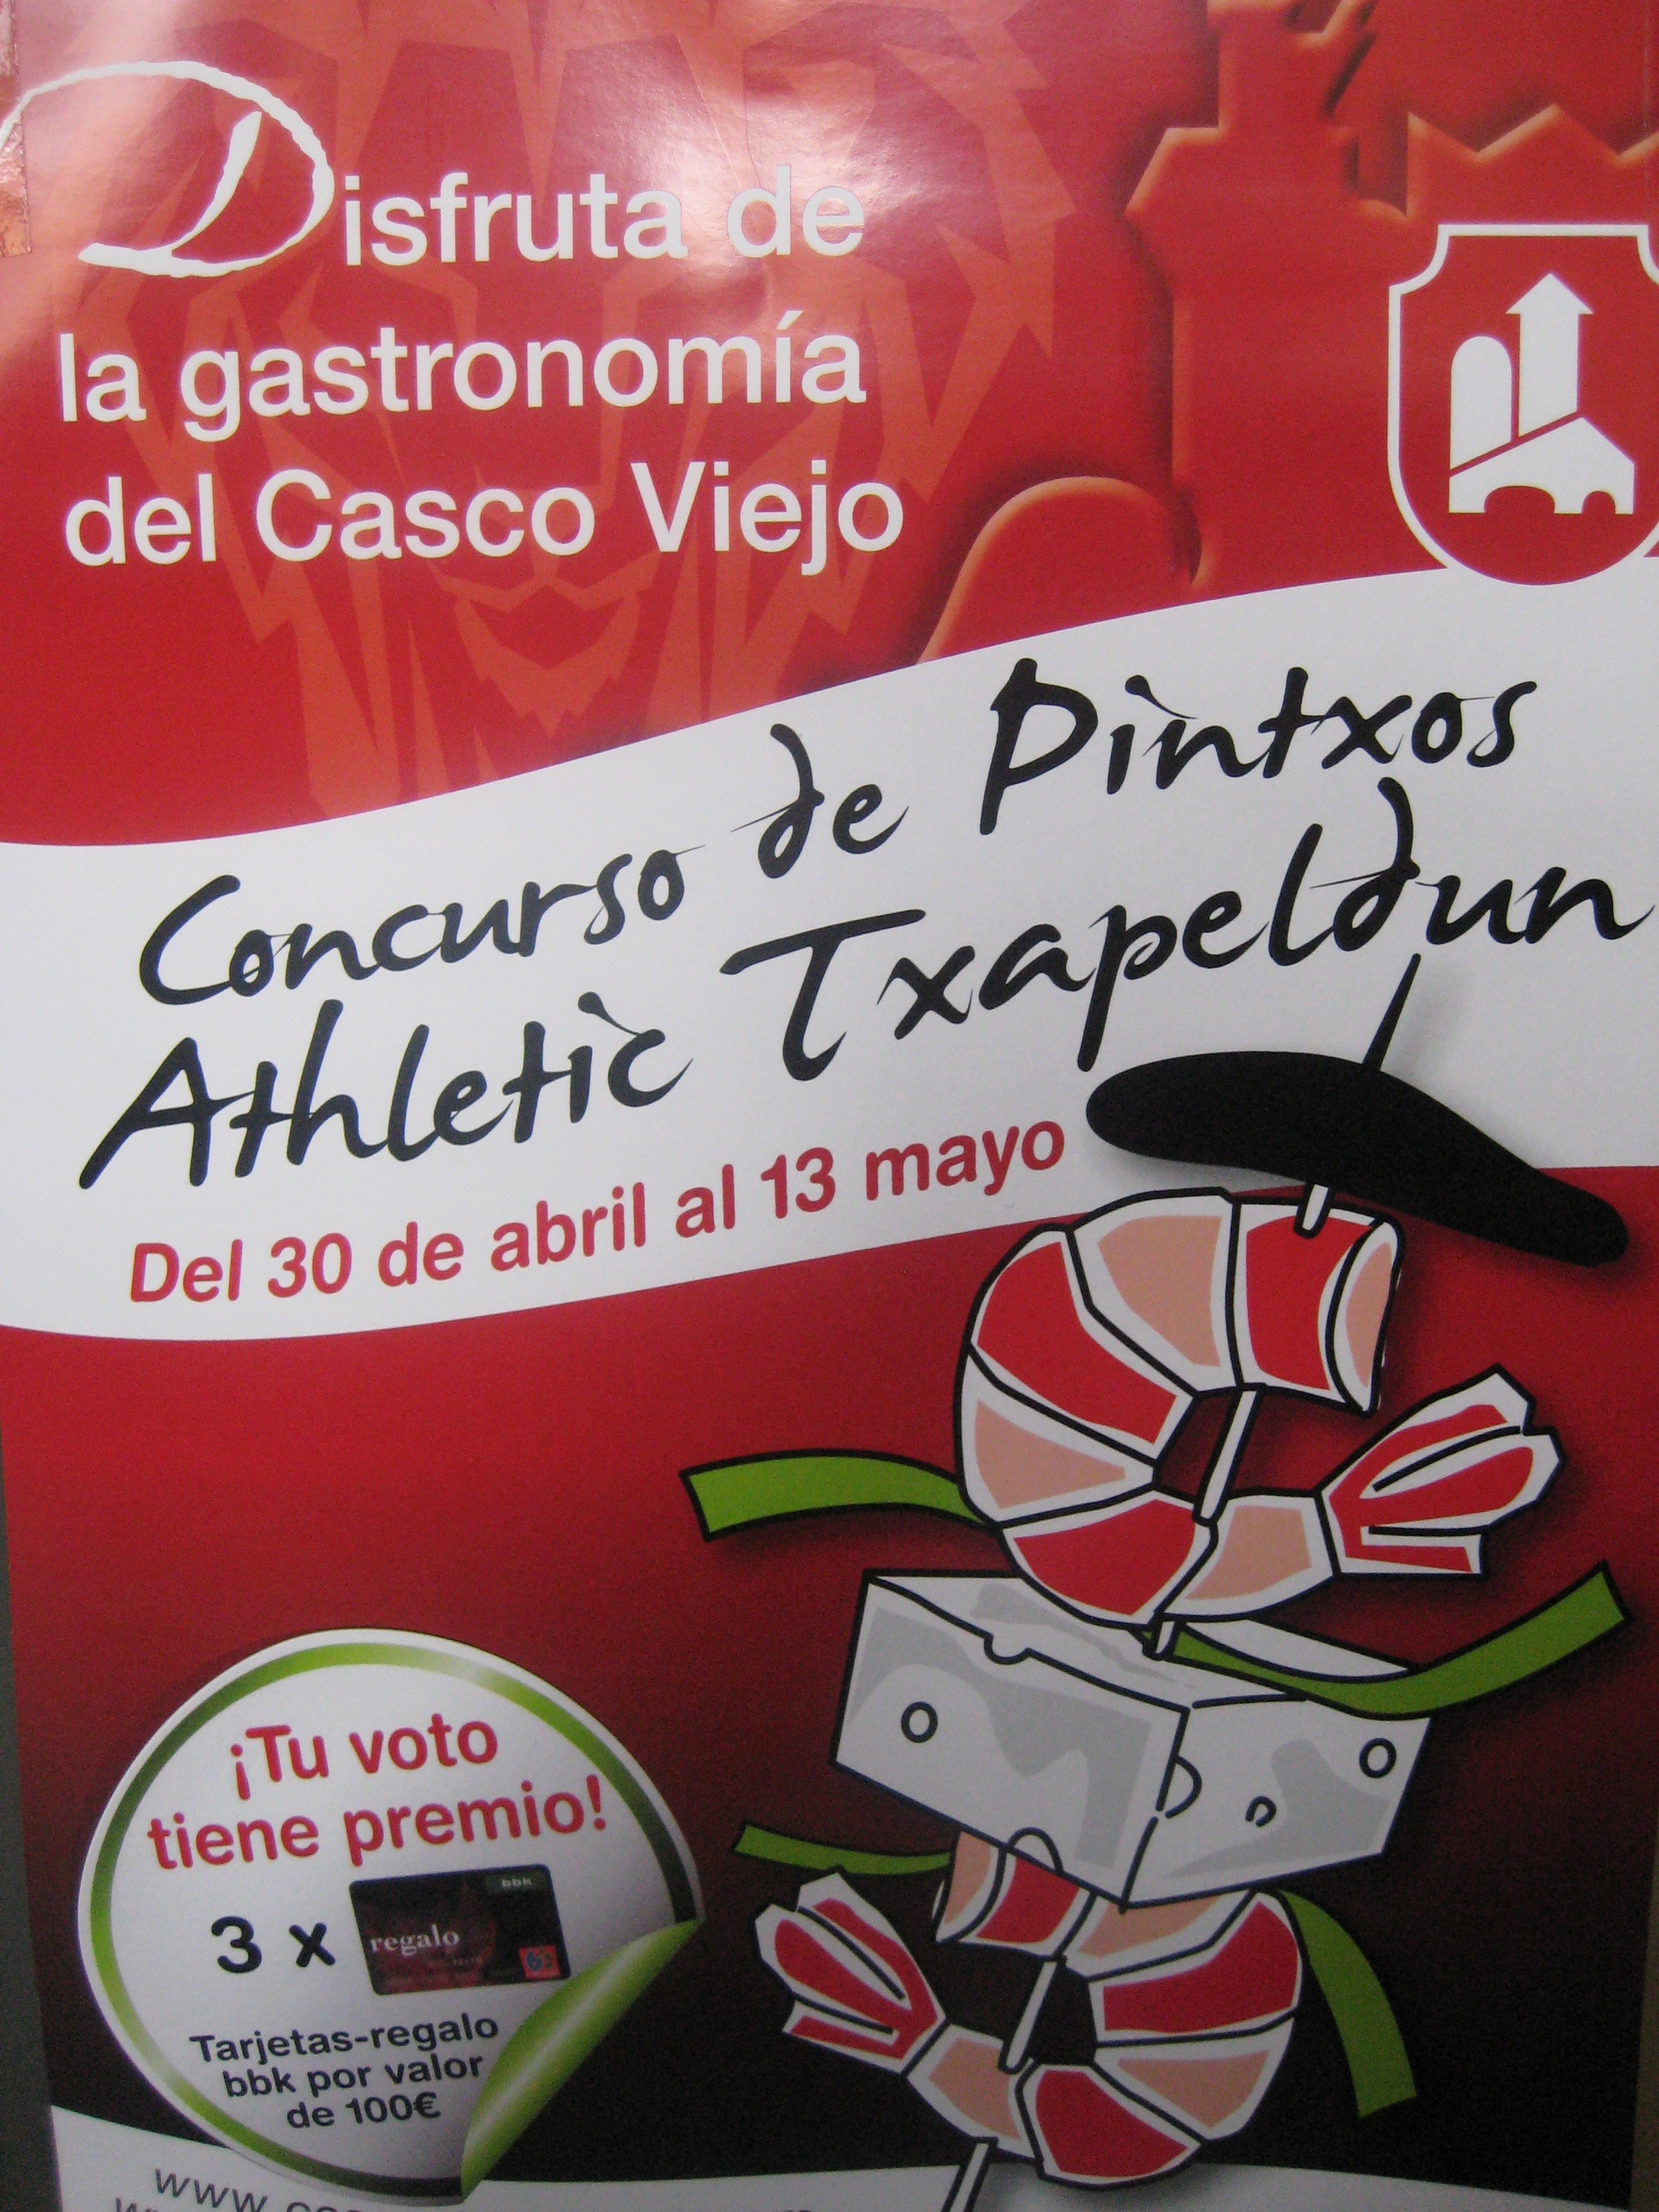 Disfruta de
la gastronomía
del Casco Viejo
Concurso de Pintxos
Athletic Txapeldun
Del 30 de abril al 13 mayo
¡Tu voto
tiene premio!
3 x
bbk
regalo
Tarjetas-regalo
bbk por valor
de 100€